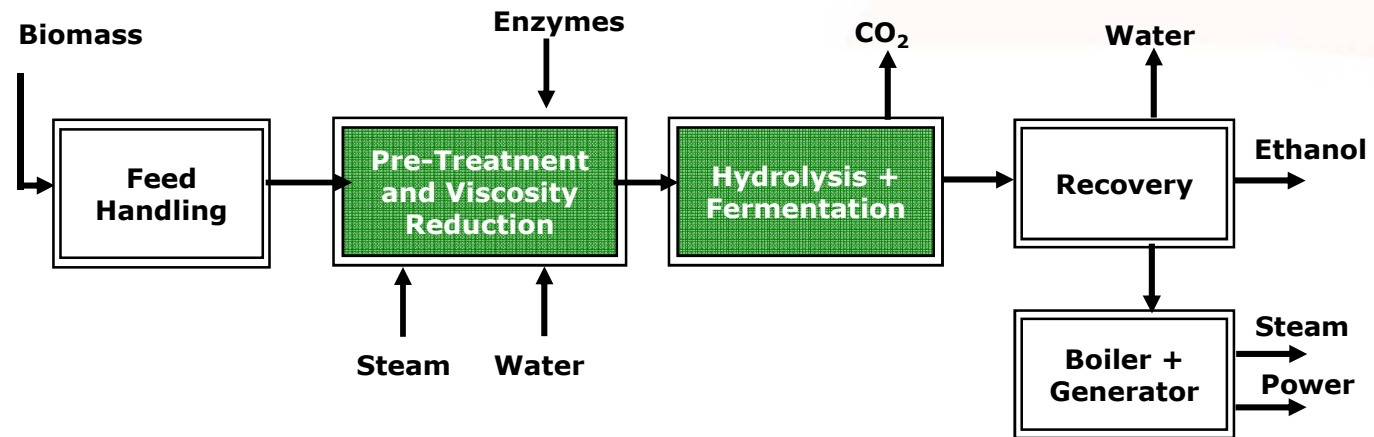 Biomass
Enzymes
CO₂
Water
Feed
Handling
Pre-Treatment
and Viscosity
Reduction
Hydrolysis +
Fermentation
Recovery
Ethanol
Steam
Water
Boiler +
Generator
Steam
Power